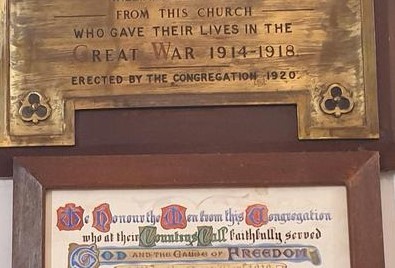 FROM THIS CHURCH
WHO GAVE THEIR LIVES IN THE
GREAT WAR 1914-1918.
ERECTED BY THE CONGREGATION 1920.
We Honour the Men from this Congregation
who at their Country's Call faithfully served
GOD AND THE CAUSE OF FREEDOM